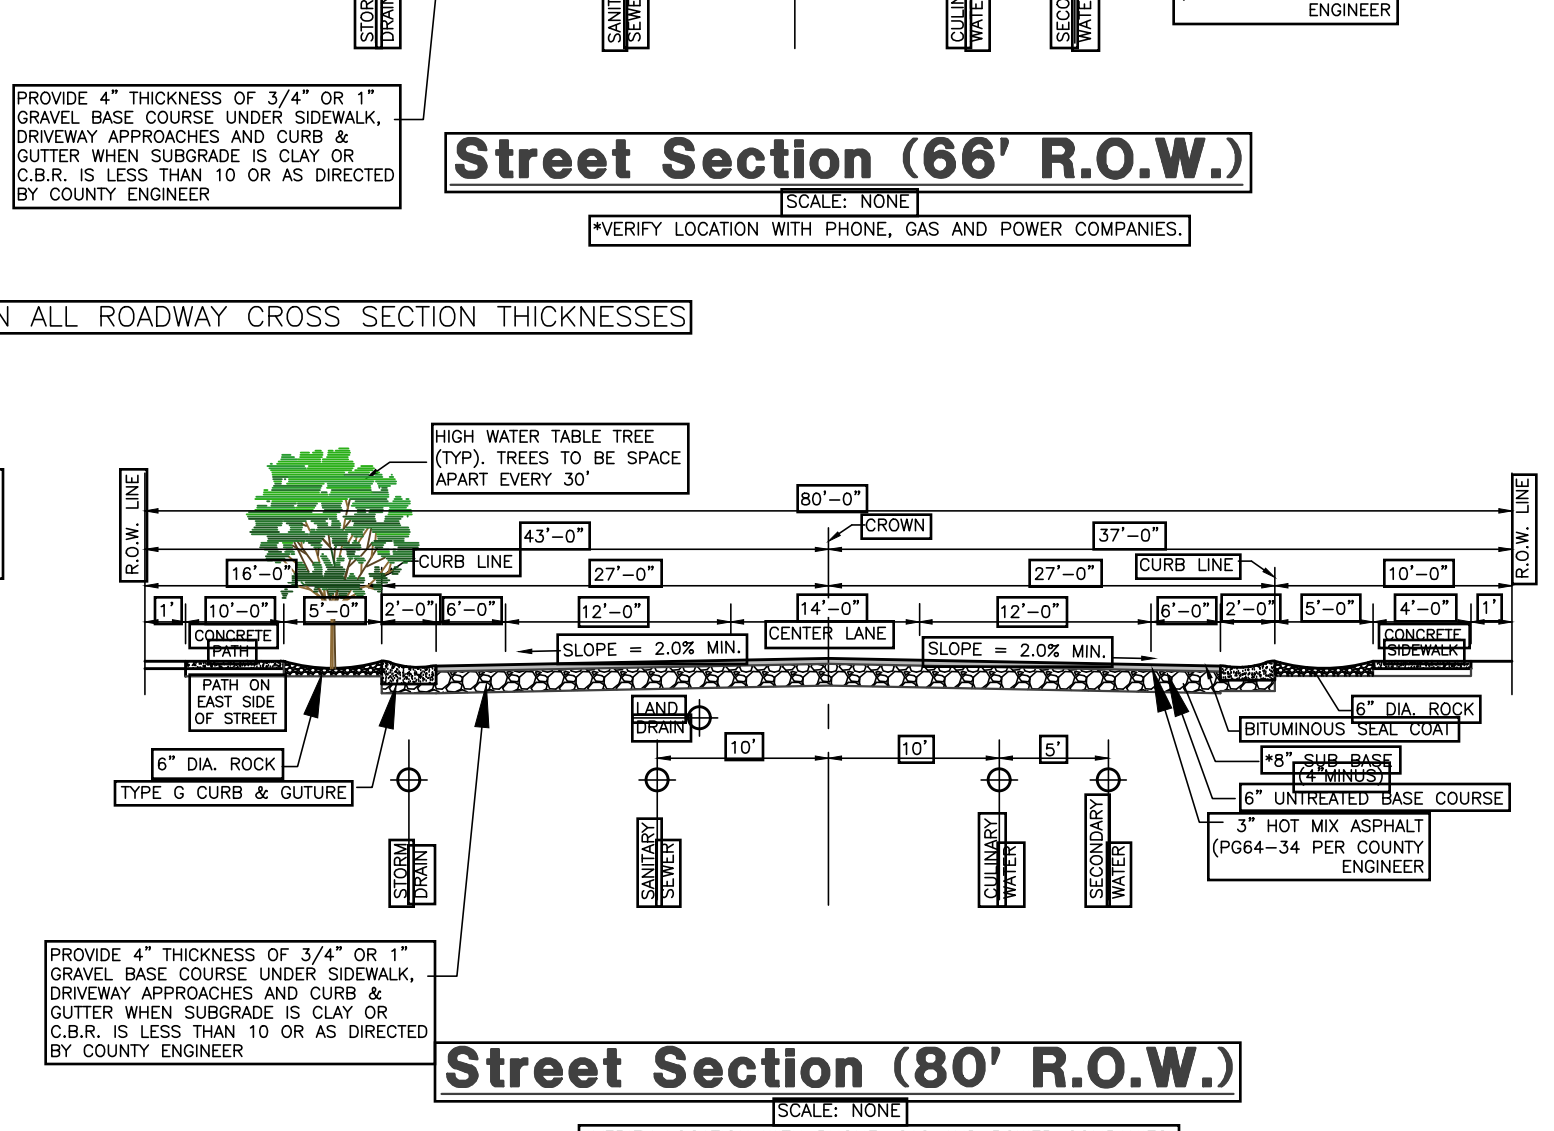 STORM
DRAIN
ENGINEER
PROVIDE 4" THICKNESS OF 3/4" OR 1"
GRAVEL BASE COURSE UNDER SIDEWALK,
DRIVEWAY APPROACHES AND CURB &
GUTTER WHEN SUBGRADE IS CLAY OR
C.B.R. IS LESS THAN 10 OR AS DIRECTED
BY COUNTY ENGINEER
Street Section (66' R.O.W.)
SCALE: NONE
*VERIFY LOCATION WITH PHONE, GAS AND POWER COMPANIES.
ALL ROADWAY CROSS SECTION THICKNESSES
HIGH WATER TABLE TREE
(TYP). TREES TO BE SPACE
APART EVERY 30'
R.O.W. LINE
R.O.W. LINE
80'-0"
CROWN
43'-0"
37'-0"
CURB LINE
CURB LINE
16'-0"
27'-0"
27'-0"
10'-0"
1'
10'-0"
5'-0"
2'-0"
6'-0"
12'-0"
14'-0"
12'-0"
6'-0"
2'-0"
5'-0"
4'-0"
1'
CONCRETE
PATH
CENTER LANE
CONCRETE
SIDEWALK
SLOPE = 2.0% MIN.
SLOPE = 2.0% MIN.
PATH ON
EAST SIDE
OF STREET
LAND
DRAIN
6" DIA. ROCK
BITUMINOUS SEAL COAT
10'
10'
5'
6" DIA. ROCK
*8" SUB BASE
(4"MINUS)
TYPE G CURB & GUTURE
6" UNTREATED BASE COURSE
3" HOT MIX ASPHALT
(PG64-34 PER COUNTY
ENGINEER
STORM
DRAIN
SANITARY
SEWER
CULINARY
WATER
SECONDARY
WATER
PROVIDE 4" THICKNESS OF 3/4" OR 1"
GRAVEL BASE COURSE UNDER SIDEWALK,
DRIVEWAY APPROACHES AND CURB &
GUTTER WHEN SUBGRADE IS CLAY OR
C.B.R. IS LESS THAN 10 OR AS DIRECTED
BY COUNTY ENGINEER
Street Section (80' R.O.W.)
SCALE: NONE